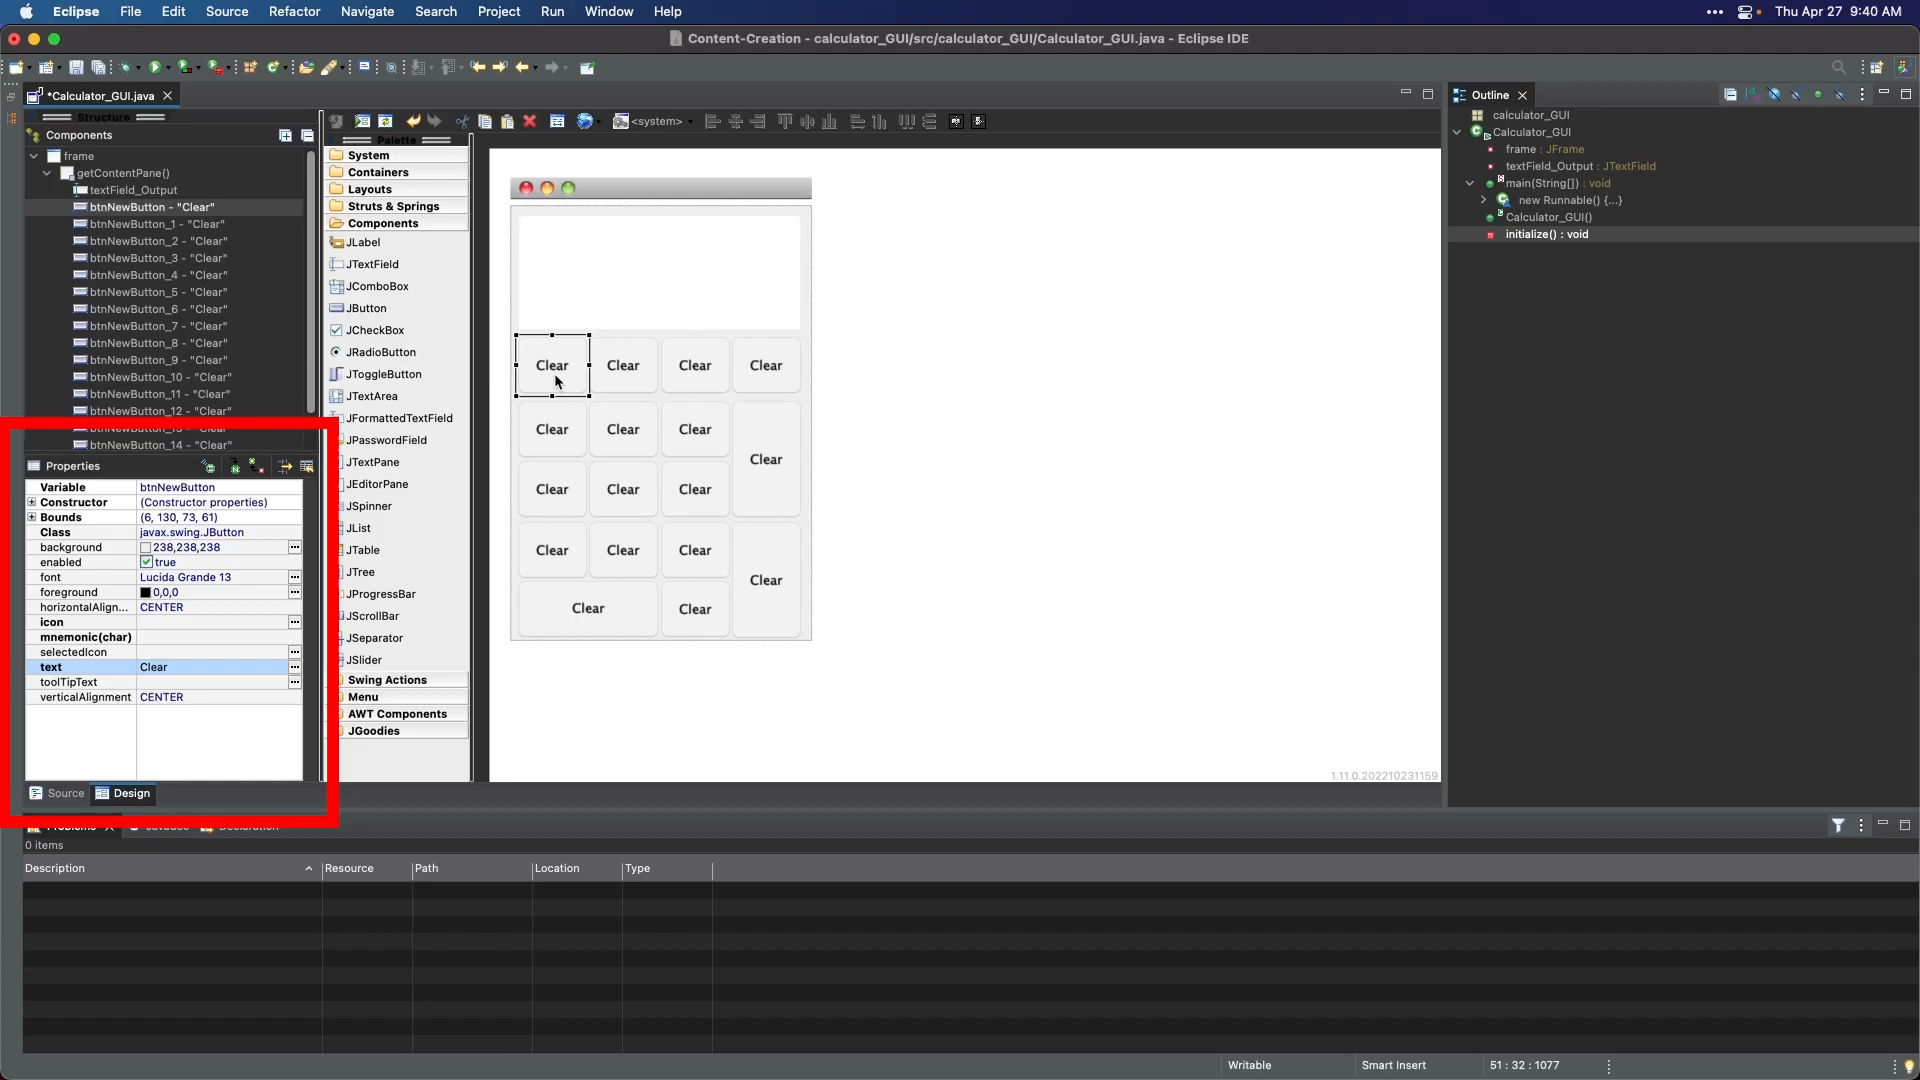 Eclipse File Edit Source Refactor Navigate Search Project Run Window Help
Thu Apr 27 9:40 AM
Content-Creation - calculator_GUI/src/calculator_GUI/Calculator_GUI.java - Eclipse IDE
*Calculator_GUI.java
Structure
Components
frame
getContentPane()
textField_Output
btnNewButton - "Clear"
btnNewButton_1 - "Clear"
btnNewButton_2 - "Clear"
btnNewButton_3 - "Clear"
btnNewButton_4 - "Clear"
btnNewButton_5 - "Clear"
btnNewButton_6 - "Clear"
btnNewButton_7 - "Clear"
btnNewButton_8 - "Clear"
btnNewButton_9 - "Clear"
btnNewButton_10 - "Clear"
btnNewButton_11 - "Clear"
btnNewButton_12 - "Clear"
btnNewButton_13 - "Clear"
btnNewButton_14 - "Clear"
Properties
Variable btnNewButton
Constructor (Constructor properties)
Bounds (6, 130, 73, 61)
Class javax.swing.JButton
background 238,238,238
enabled true
font Lucida Grande 13
foreground 0,0,0
horizontalAlign... CENTER
icon
mnemonic(char)
selectedIcon
text Clear
toolTipText
verticalAlignment CENTER
Source Design
<system>
Palette
System
Containers
Layouts
Struts & Springs
Components
JLabel
JTextField
JComboBox
JButton
JCheckBox
JRadioButton
JToggleButton
JTextArea
JFormattedTextField
JPasswordField
JTextPane
JEditorPane
JSpinner
JList
JTable
JTree
JProgressBar
JScrollBar
JSeparator
JSlider
Swing Actions
Menu
AWT Components
JGoodies
Clear Clear Clear Clear
Clear Clear Clear
Clear
Clear Clear Clear
Clear Clear Clear
Clear
Clear Clear
1.11.0.202210231159
Outline
calculator_GUI
Calculator_GUI
frame : JFrame
textField_Output : JTextField
main(String[]) : void
new Runnable() {...}
Calculator_GUI()
initialize() : void
Problems Javadoc Declaration
0 items
Description Resource Path Location Type
Writable Smart Insert 51 : 32 : 1077